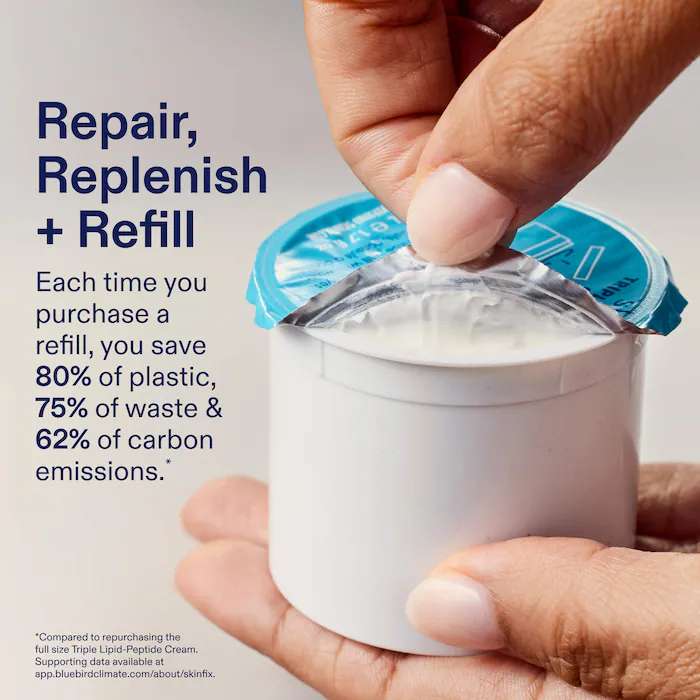 Repair,
Replenish
+ Refill
Each time you
purchase a
refill, you save
80% of plastic,
75% of waste &
62% of carbon
emissions.*
*Compared to repurchasing the
full size Triple Lipid-Peptide Cream.
Supporting data available at
app.bluebirdclimate.com/about/skinfix.